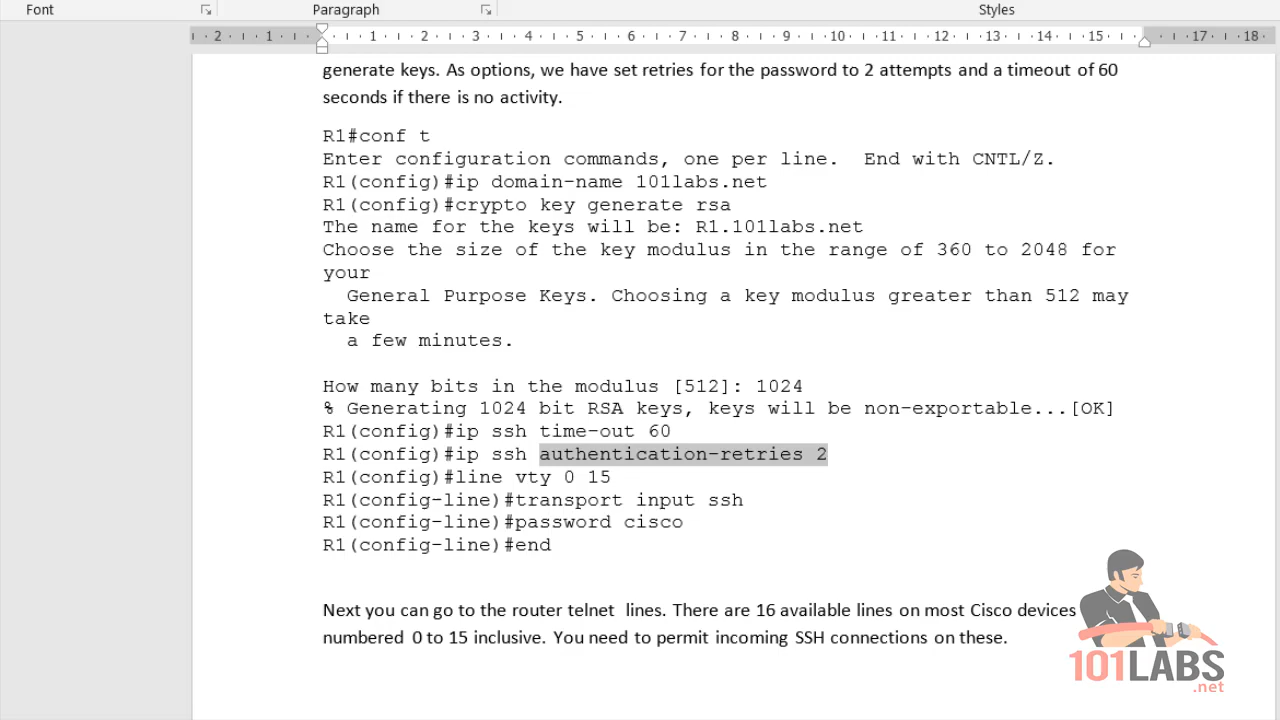 Font Paragraph Styles
2 1 1 2 3 4 5 6 7 8 9 10 11 12 13 14 15 17 18
generate keys. As options, we have set retries for the password to 2 attempts and a timeout of 60
seconds if there is no activity.
R1#conf t
Enter configuration commands, one per line.  End with CNTL/Z.
R1(config)#ip domain-name 101labs.net
R1(config)#crypto key generate rsa
The name for the keys will be: R1.101labs.net
Choose the size of the key modulus in the range of 360 to 2048 for
your
  General Purpose Keys. Choosing a key modulus greater than 512 may
take
  a few minutes.
How many bits in the modulus [512]: 1024
% Generating 1024 bit RSA keys, keys will be non-exportable...[OK]
R1(config)#ip ssh time-out 60
R1(config)#ip ssh authentication-retries 2
R1(config)#line vty 0 15
R1(config-line)#transport input ssh
R1(config-line)#password cisco
R1(config-line)#end
Next you can go to the router telnet  lines. There are 16 available lines on most Cisco devices
numbered 0 to 15 inclusive. You need to permit incoming SSH connections on these.
101LABS
.net